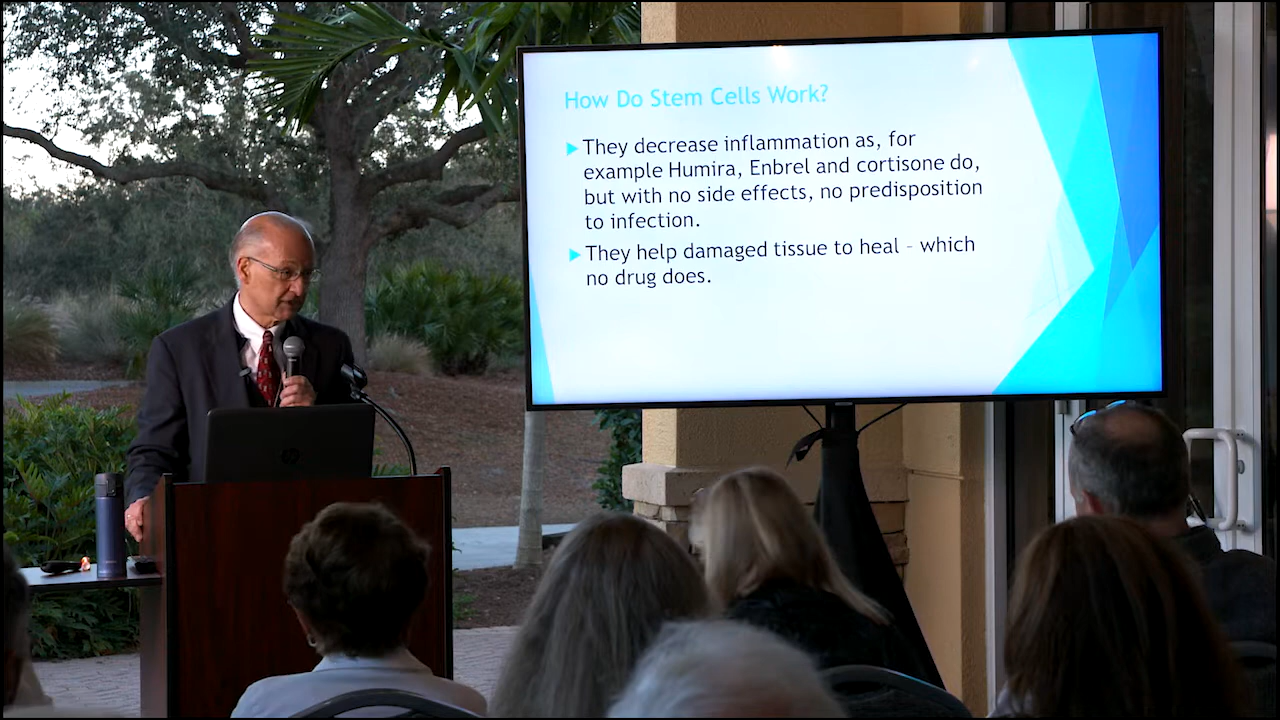 How Do Stem Cells Work?
They decrease inflammation as, for
example Humira, Enbrel and cortisone do,
but with no side effects, no predisposition
to infection.
They help damaged tissue to heal – which
no drug does.